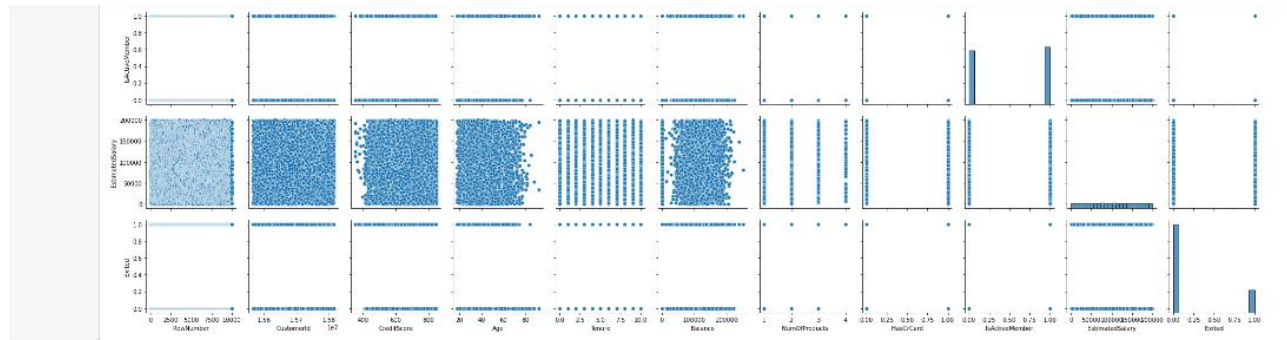 1.0
0.8
0.6
0.4
0.2
0.0
IsActiveMember
200000
150000
100000
50000
0
EstimatedSalary
1.0
0.8
0.6
0.4
0.2
0.0
Exited
0 2500 5000 7500 10000 1.56 1.57 1.58 400 600 800 20 40 60 80 0.0 2.5 5.0 7.5 10.0 0 100000 200000 1 2 3 4 0.00 0.25 0.50 0.75 1.00 0.00 0.25 0.50 0.75 1.00 0 50000 100000 150000 200000 0.00 0.25 0.50 0.75 1.00
1e7
RowNumber CustomerId CreditScore Age Tenure Balance NumOfProducts HasCrCard IsActiveMember EstimatedSalary Exited